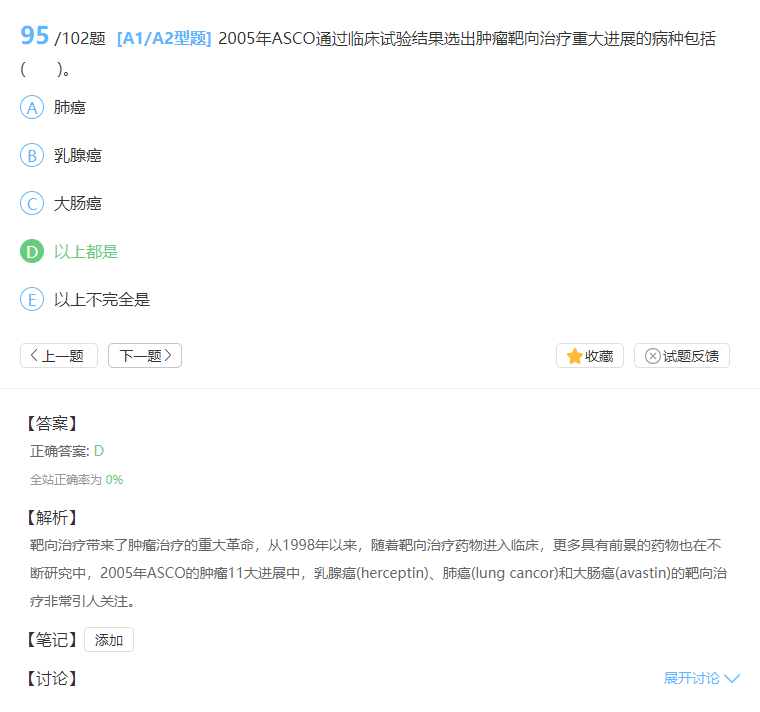 95 /102题 [A1/A2型题] 2005年ASCO通过临床试验结果选出肿瘤靶向治疗重大进展的病种包括
(　　)。
A 肺癌
B 乳腺癌
C 大肠癌
D 以上都是
E 以上不完全是
上一题 下一题 收藏 试题反馈
【答案】
正确答案: D
全站正确率为 0%
【解析】
靶向治疗带来了肿瘤治疗的重大革命，从1998年以来，随着靶向治疗药物进入临床，更多具有前景的药物也在不
断研究中，2005年ASCO的肿瘤11大进展中，乳腺癌(herceptin)、肺癌(lung cancor)和大肠癌(avastin)的靶向治
疗非常引人关注。
【笔记】 添加
【讨论】 展开讨论